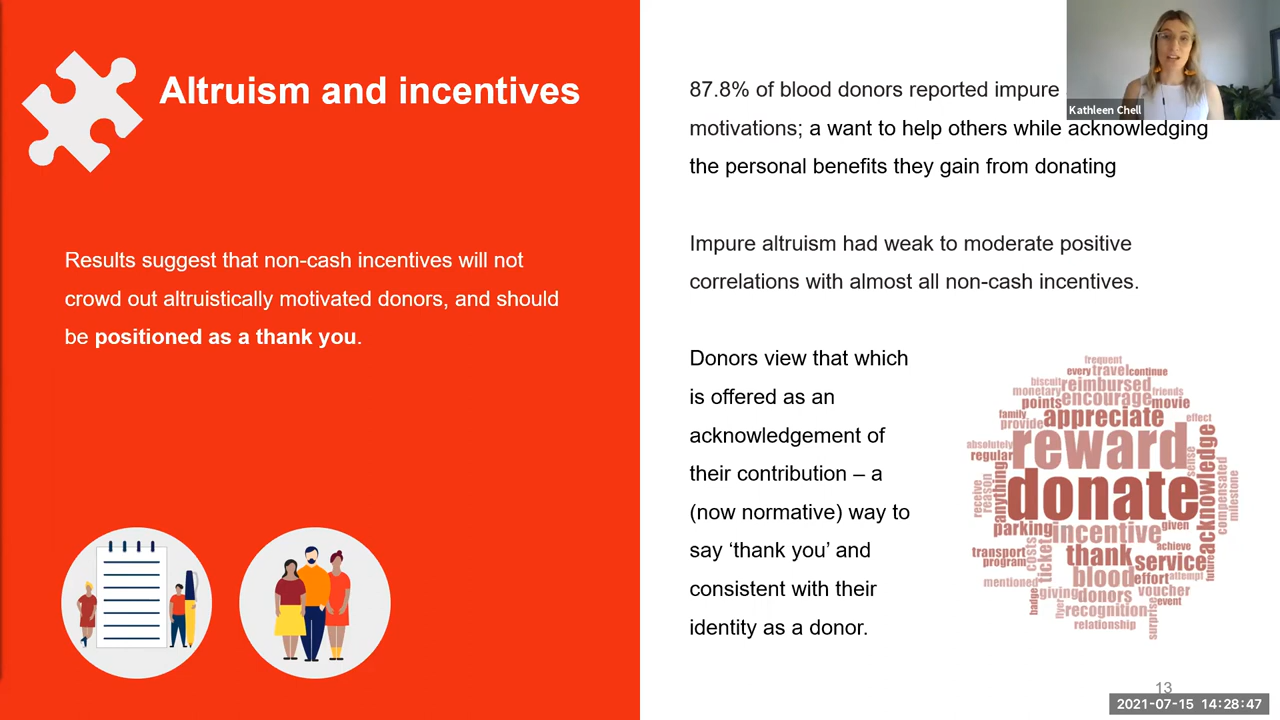 Altruism and incentives
Results suggest that non-cash incentives will not
crowd out altruistically motivated donors, and should
be positioned as a thank you.
87.8% of blood donors reported impure
motivations; a want to help others while acknowledging
the personal benefits they gain from donating
Impure altruism had weak to moderate positive
correlations with almost all non-cash incentives.
Donors view that which
is offered as an
acknowledgement of
their contribution – a
(now normative) way to
say ‘thank you’ and
consistent with their
identity as a donor.
Kathleen Chell
frequent
every travel continue
biscuit reimbursed
monetary friends
points encourage movie
family appreciate effect
provide
absolutely reward
regular sense
acknowledge
anything
receive
reason
donate
compensated
milestone
parking incentive given
costs
ticket
thank achieve
transport
program
service
future
blood effort attempt
mentioned
badge
giving donors voucher
flyer
recognition event
surprise
relationship
13
2021-07-15 14:28:47